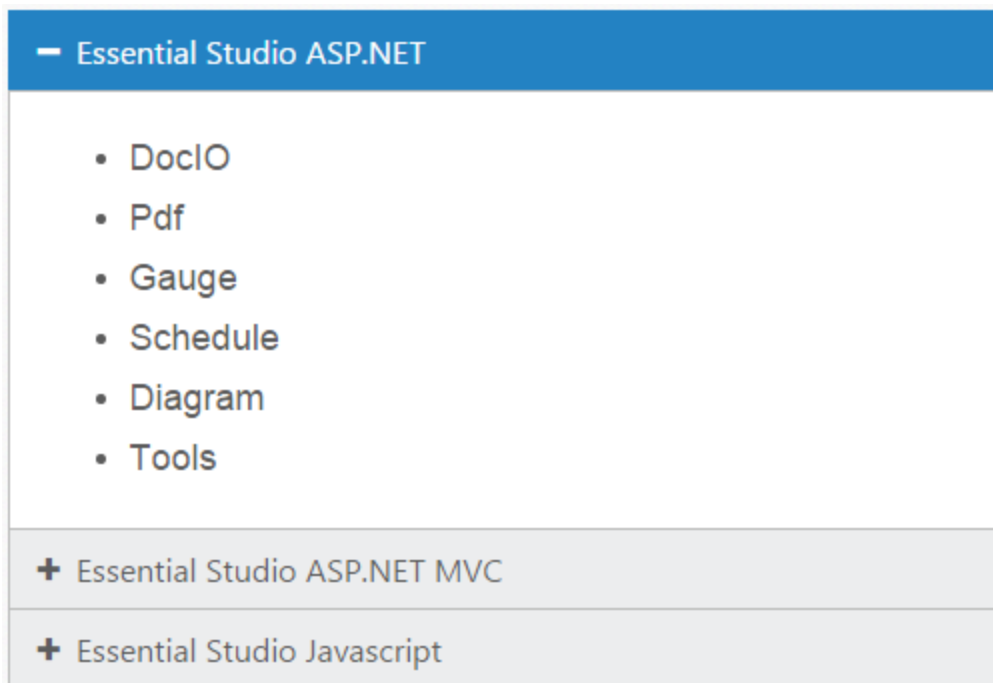 Essential Studio ASP.NET
DocIO
Pdf
Gauge
Schedule
Diagram
Tools
Essential Studio ASP.NET MVC
Essential Studio Javascript